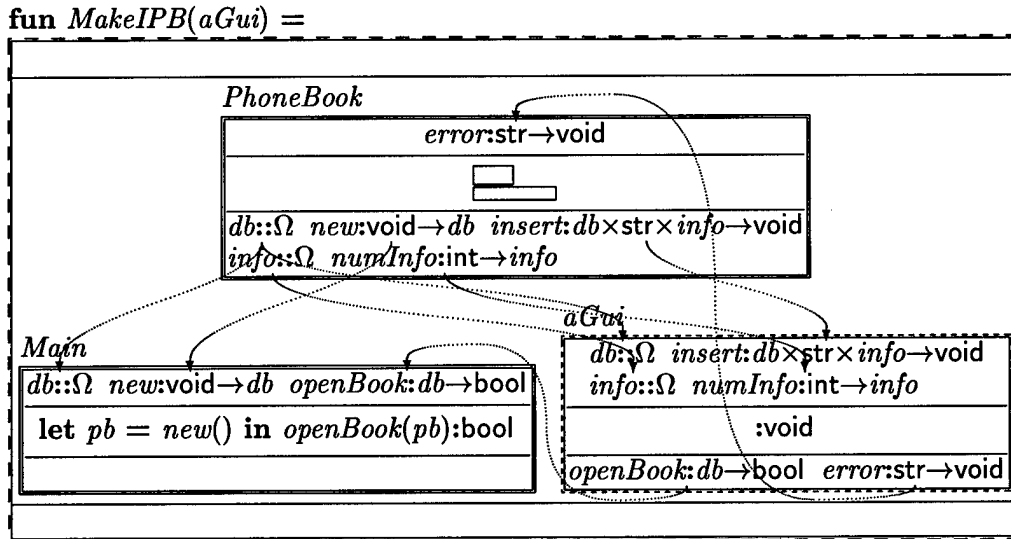 fun MakeIPB(aGui) =
PhoneBook
error:str→void
db::Ω new:void→db insert:db×str×info→void
info::Ω numInfo:int→info
aGui
db::Ω insert:db×str×info→void
info::Ω numInfo:int→info
:void
openBook:db→bool error:str→void
Main
db::Ω new:void→db openBook:db→bool
let pb = new() in openBook(pb):bool